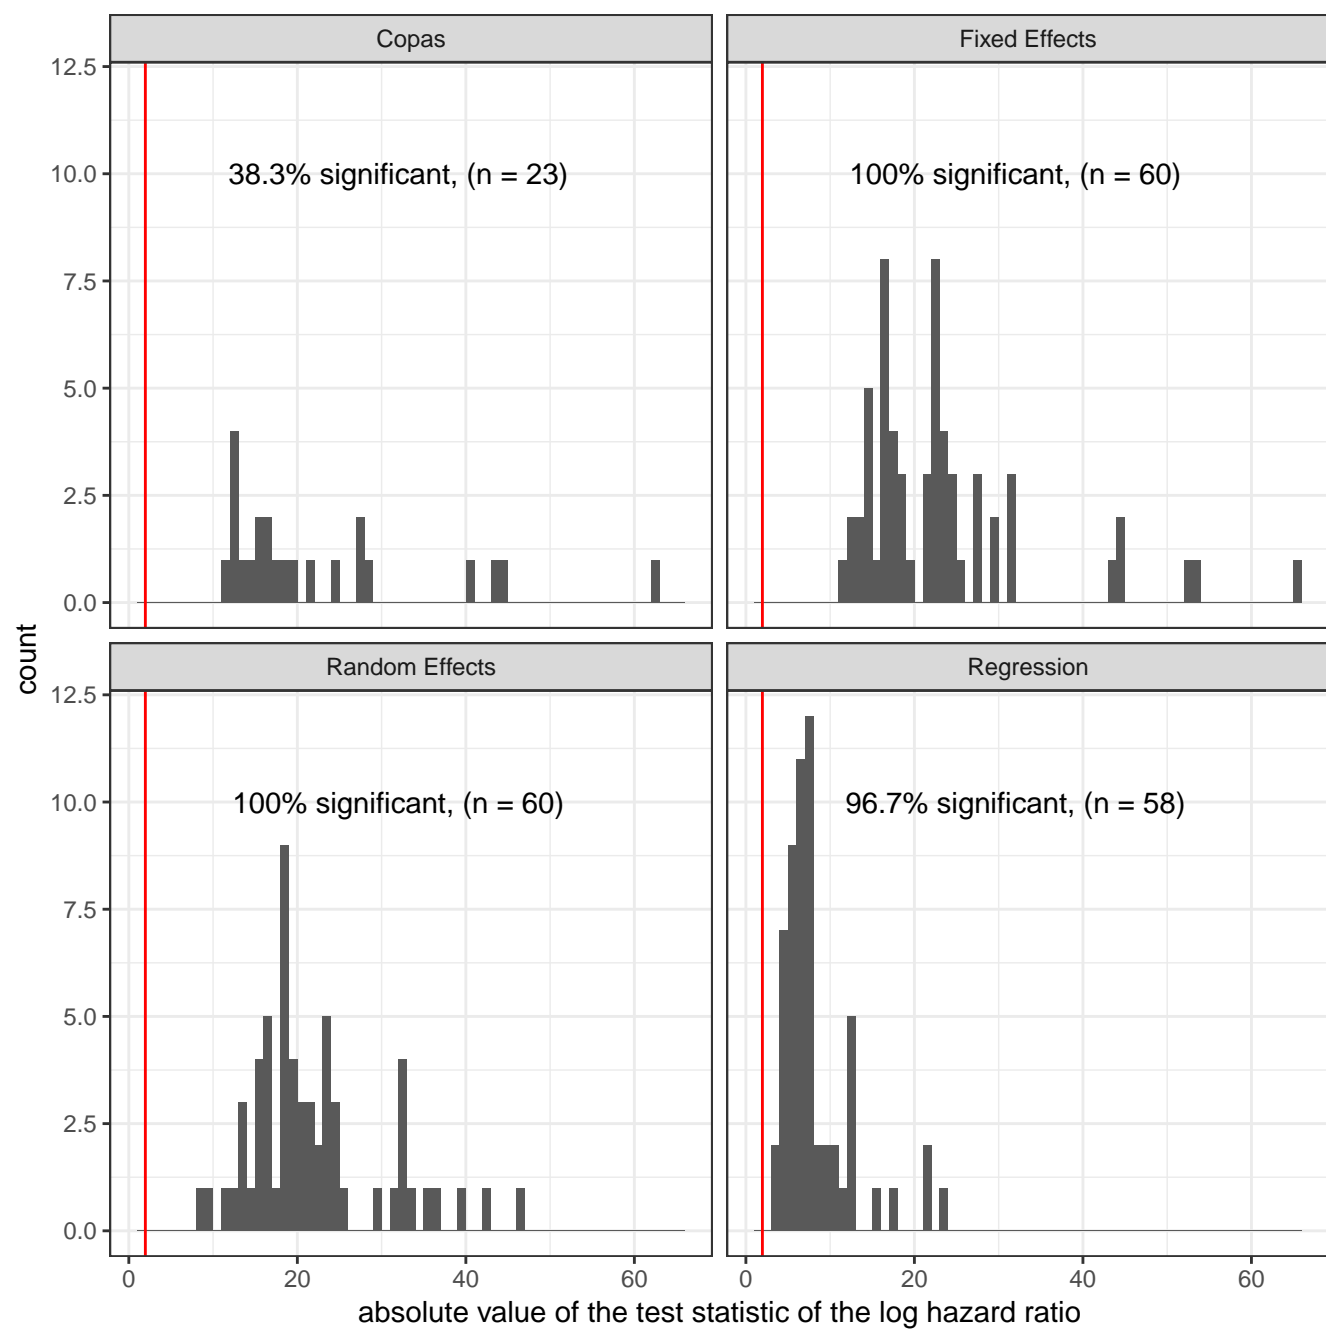 Copas
Fixed Effects
12.5
10.0
7.5
5.0
2.5
0.0
38.3% significant, (n = 23)
100% significant, (n = 60)
count
Random Effects
Regression
12.5
10.0
7.5
5.0
2.5
0.0
100% significant, (n = 60)
96.7% significant, (n = 58)
0 20 40 60
0 20 40 60
absolute value of the test statistic of the log hazard ratio